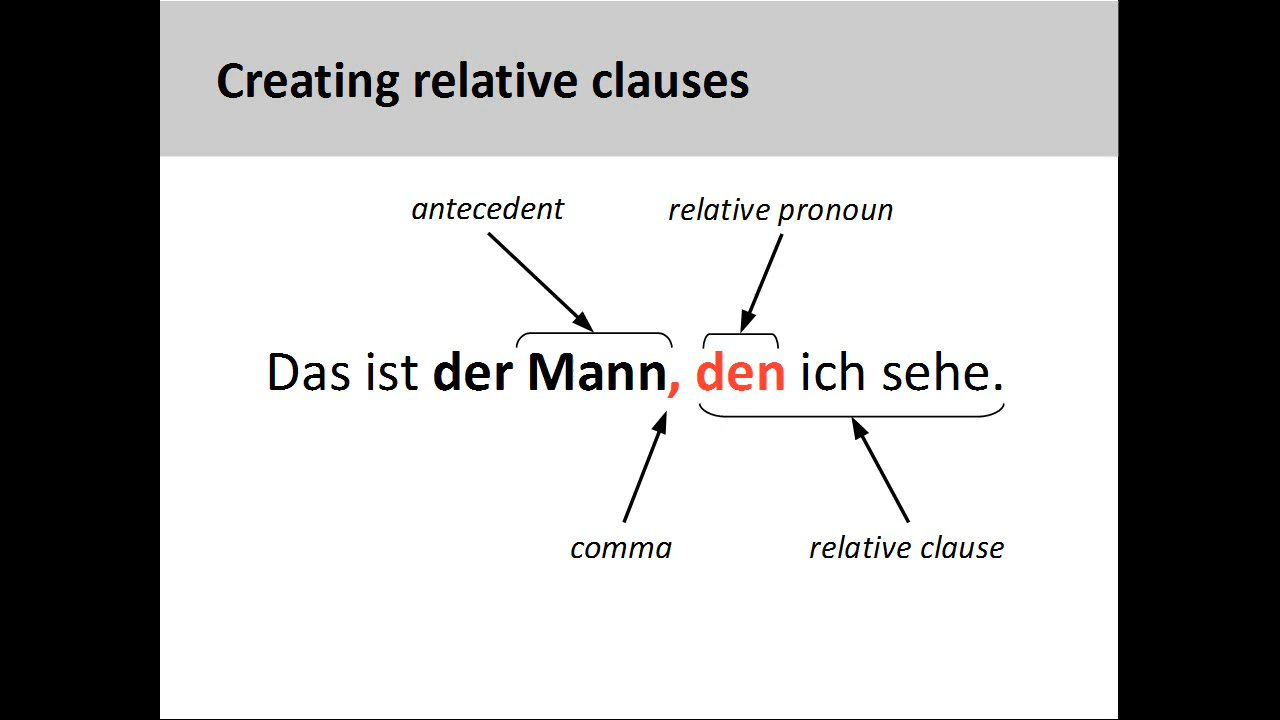 Creating relative clauses
antecedent relative pronoun
Das ist der Mann, den ich sehe.
comma relative clause